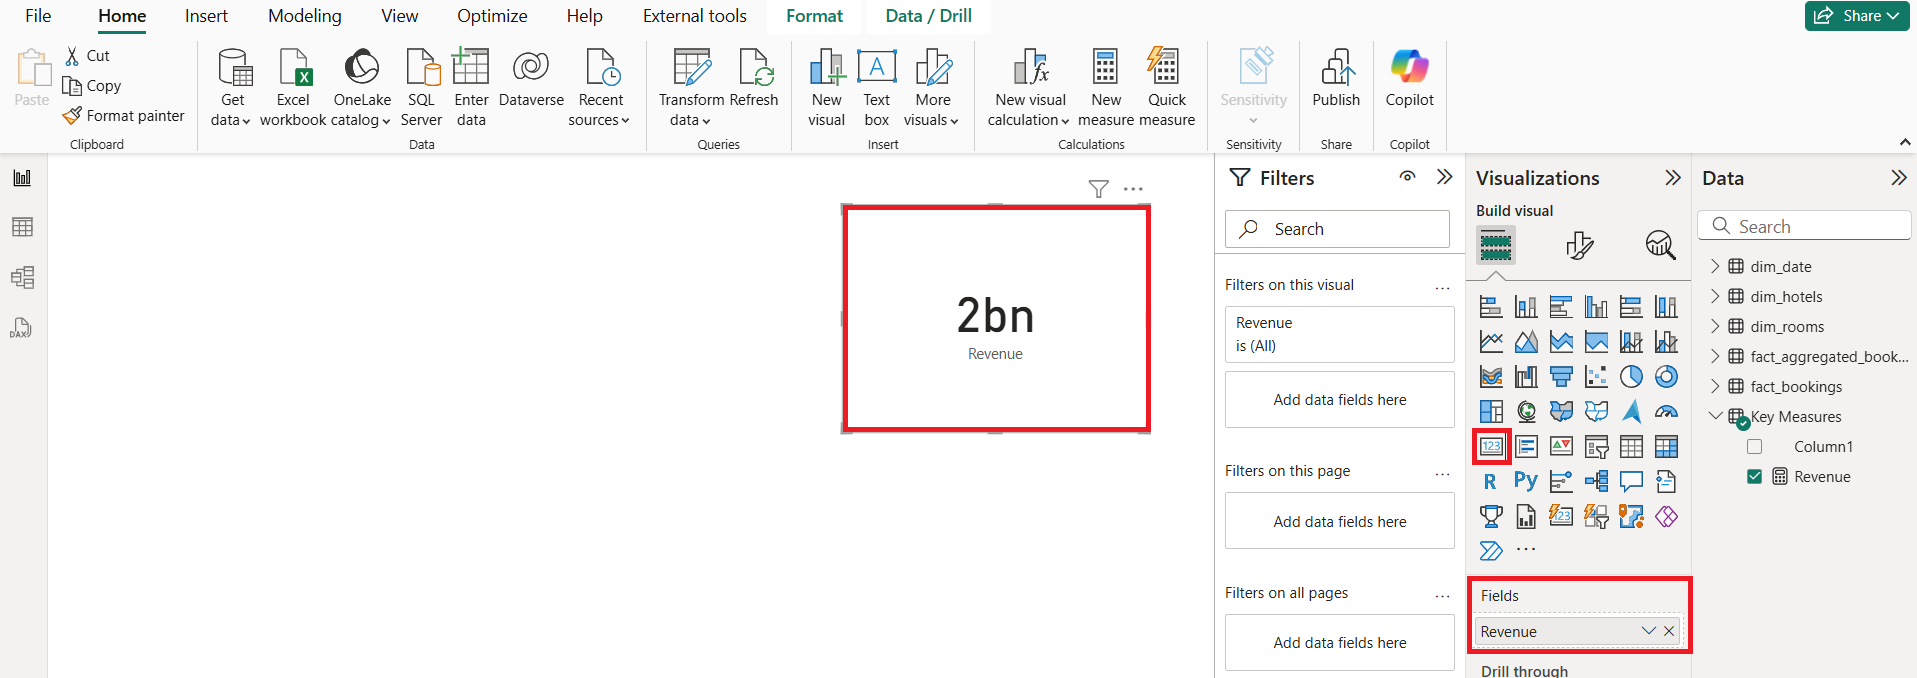 File Home Insert Modeling View Optimize Help External tools Format Data / Drill Share
Paste
Cut
Copy
Format painter
Clipboard
Get data
Excel workbook
OneLake catalog
SQL Server
Enter data
Dataverse
Recent sources
Data
Transform data
Refresh
Queries
New visual
Text box
More visuals
Insert
New visual calculation
New measure
Quick measure
Calculations
Sensitivity
Sensitivity
Publish
Share
Copilot
Copilot
DAX
2bn
Revenue
Filters
Search
Filters on this visual ...
Revenue
is (All)
Add data fields here
Filters on this page ...
Add data fields here
Filters on all pages ...
Add data fields here
Visualizations
Build visual
123
R Py
123
...
Fields
Revenue
Drill through
Data
Search
dim_date
dim_hotels
dim_rooms
fact_aggregated_book...
fact_bookings
Key Measures
Column1
Revenue